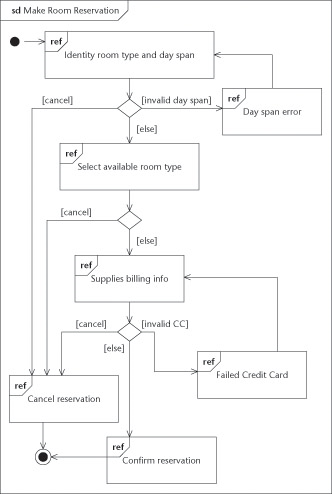 sd Make Room Reservation
ref
Identity room type and day span
[cancel]
[invalid day span]
ref
Day span error
[else]
ref
Select available room type
[cancel]
[else]
ref
Supplies billing info
[cancel]
[invalid CC]
[else]
ref
Failed Credit Card
ref
Cancel reservation
ref
Confirm reservation